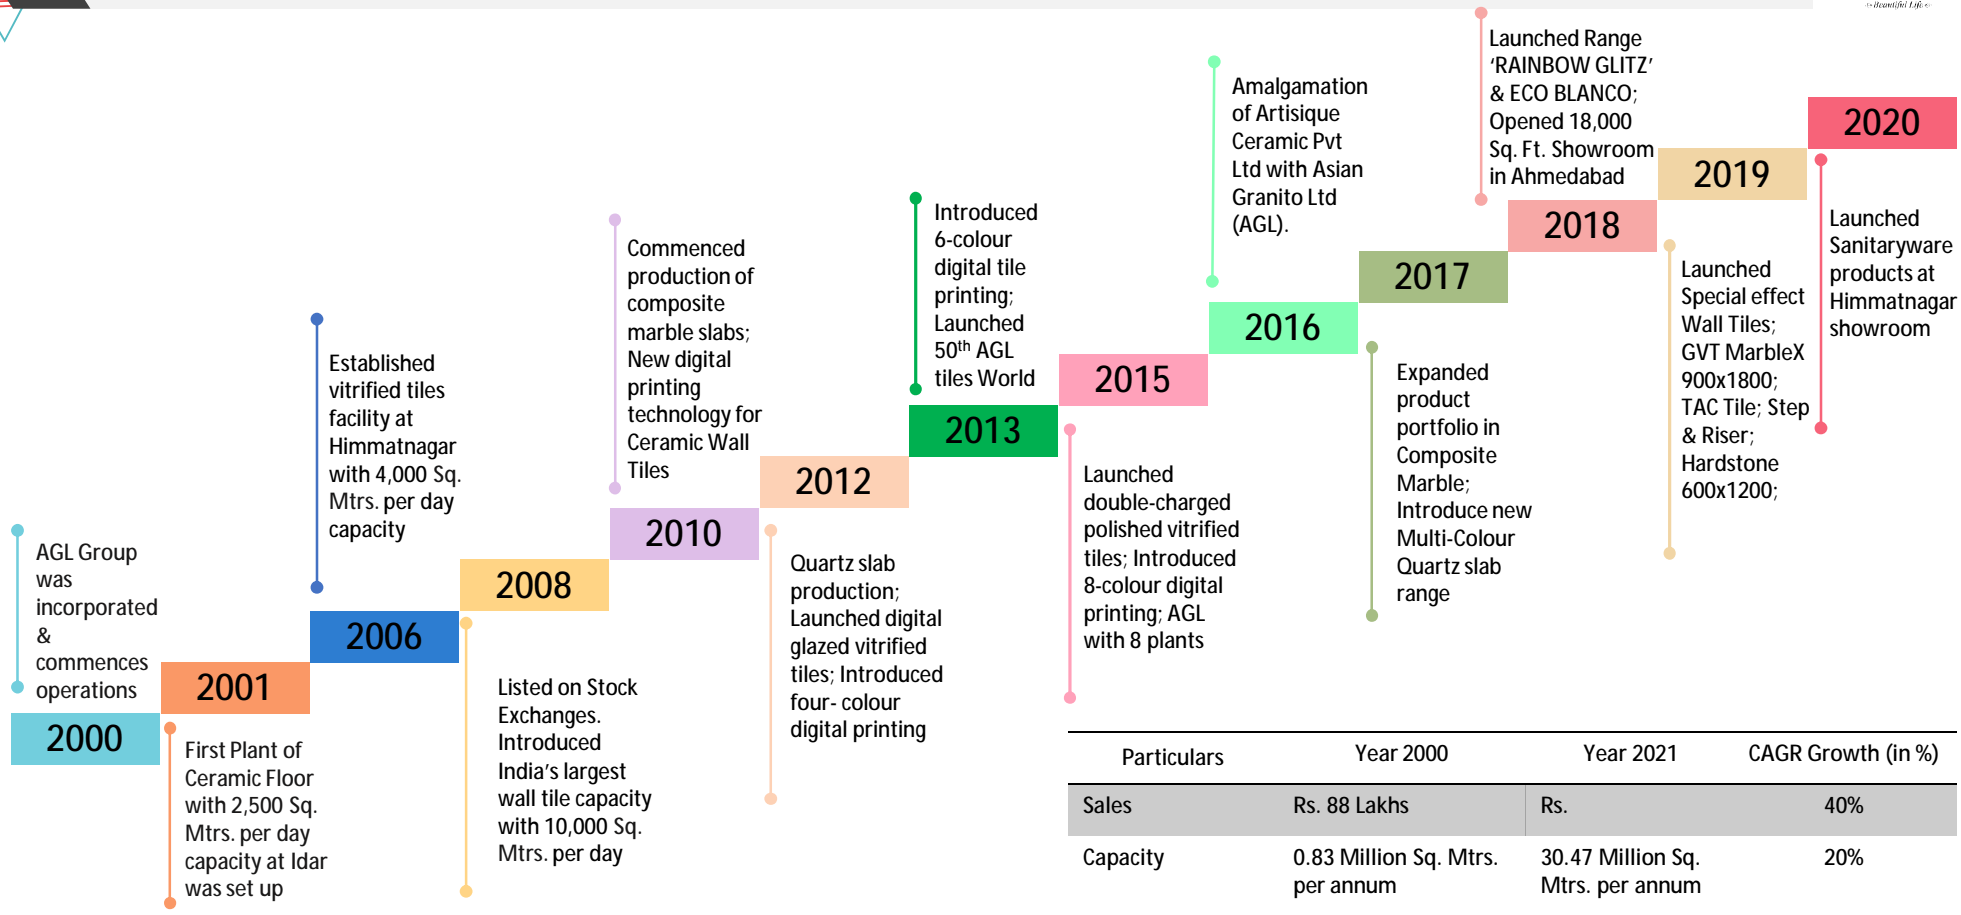 Beautiful Life
2000
AGL Group
was
incorporated
&
commences
operations
2001
First Plant of
Ceramic Floor
with 2,500 Sq.
Mtrs. per day
capacity at Idar
was set up
2006
Established
vitrified tiles
facility at
Himmatnagar
with 4,000 Sq.
Mtrs. per day
capacity
2008
Listed on Stock
Exchanges.
Introduced
India's largest
wall tile capacity
with 10,000 Sq.
Mtrs. per day
2010
Commenced
production of
composite
marble slabs;
New digital
printing
technology for
Ceramic Wall
Tiles
2012
Quartz slab
production;
Launched digital
glazed vitrified
tiles; Introduced
four- colour
digital printing
2013
Introduced
6-colour
digital tile
printing;
Launched
50th AGL
tiles World
2015
Launched
double-charged
polished vitrified
tiles; Introduced
8-colour digital
printing; AGL
with 8 plants
2016
Amalgamation
of Artisique
Ceramic Pvt
Ltd with Asian
Granito Ltd
(AGL).
2017
Expanded
product
portfolio in
Composite
Marble;
Introduce new
Multi-Colour
Quartz slab
range
2018
Launched Range
‘RAINBOW GLITZ’
& ECO BLANCO;
Opened 18,000
Sq. Ft. Showroom
in Ahmedabad
2019
Launched
Special effect
Wall Tiles;
GVT MarbleX
900x1800;
TAC Tile; Step
& Riser;
Hardstone
600x1200;
2020
Launched
Sanitaryware
products at
Himmatnagar
showroom
Particulars Year 2000 Year 2021 CAGR Growth (in %)
Sales Rs. 88 Lakhs Rs. 40%
Capacity 0.83 Million Sq. Mtrs. 30.47 Million Sq. 20%
per annum Mtrs. per annum